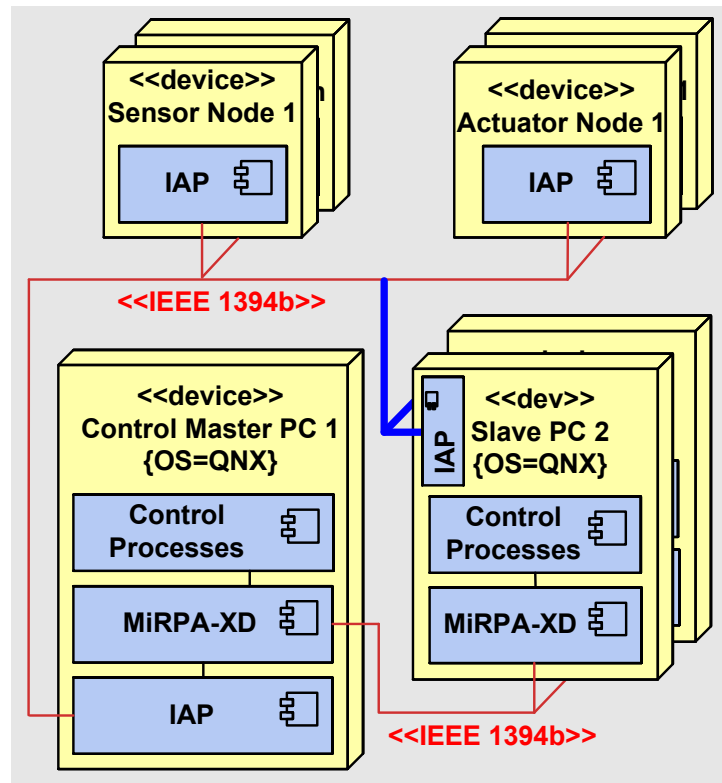 <<device>>
Sensor Node 1
IAP
<<device>>
Actuator Node 1
IAP
<<IEEE 1394b>>
<<device>>
Control Master PC 1
{OS=QNX}
Control
Processes
MiRPA-XD
IAP
<<dev>>
Slave PC 2
{OS=QNX}
IAP
Control
Processes
MiRPA-XD
<<IEEE 1394b>>